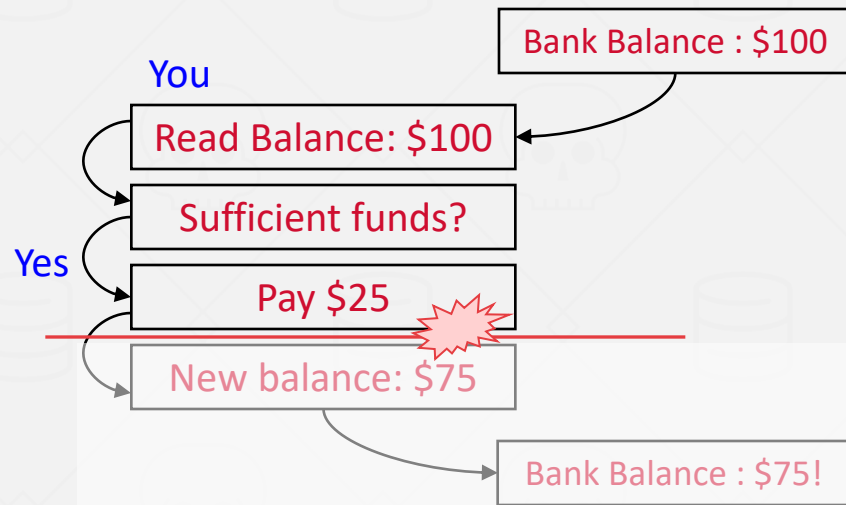 Bank Balance : $100
You
Read Balance: $100
Sufficient funds?
Yes
Pay $25
New balance: $75
Bank Balance : $75!